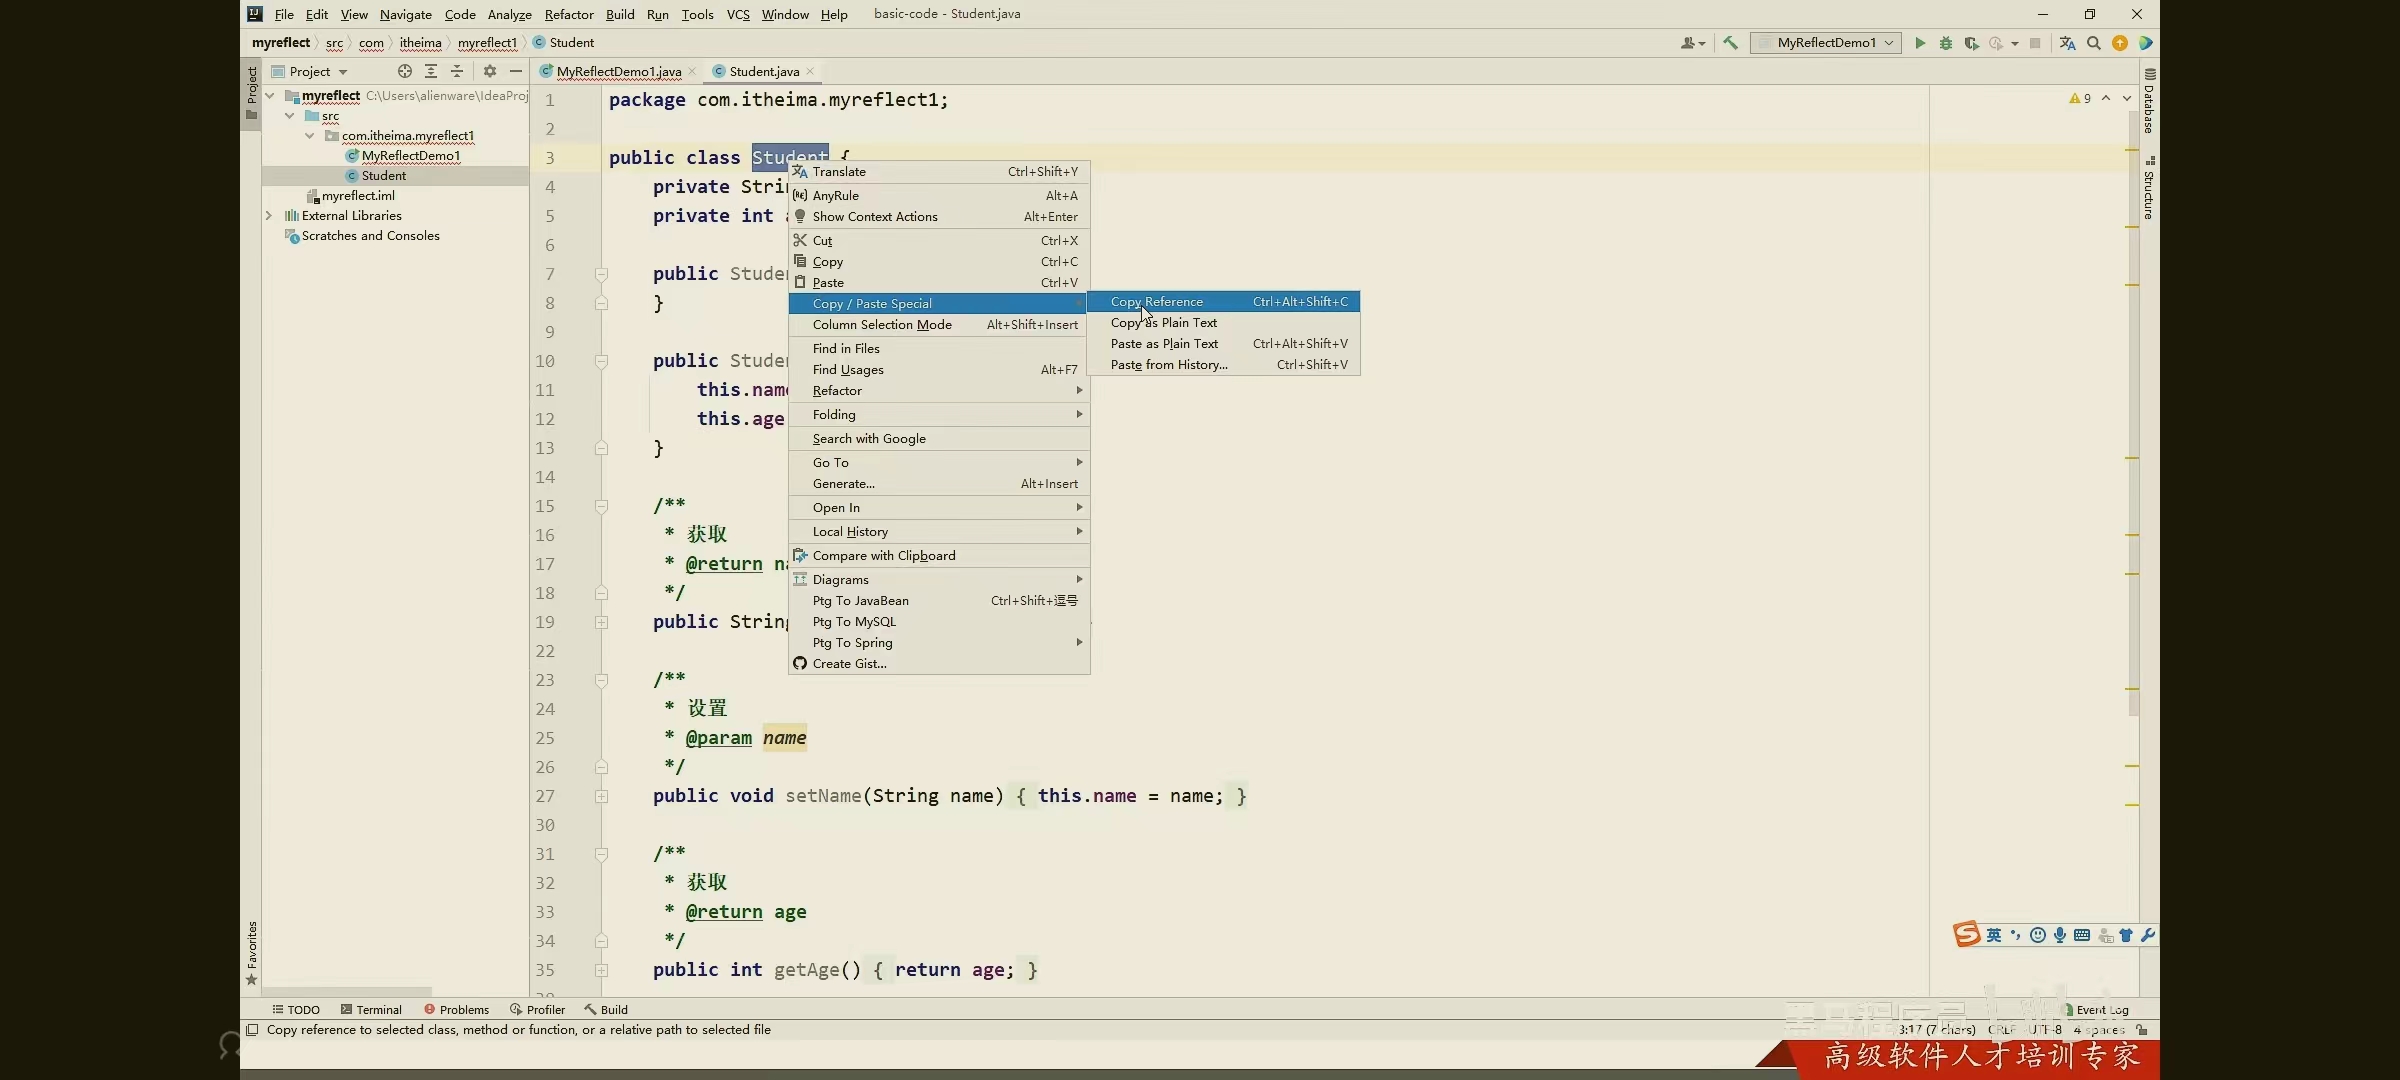 File Edit View Navigate Code Analyze Refactor Build Run Tools VCS Window Help basic-code - Student.java
myreflect src com itheima myreflect1 Student MyReflectDemo1
Project
MyReflectDemo1.java Student.java
myreflect C:\Users\alienware\IdeaProj
src
com.itheima.myreflect1
MyReflectDemo1
Student
myreflect.iml
External Libraries
Scratches and Consoles
Project
Favorites
Database
Structure
9
1 package com.itheima.myreflect1;
2
3 public class Student {
4 private Strin
5 private int a
6
7 public Studen
8 }
9
10 public Studen
11 this.name
12 this.age
13 }
14
15 /**
16 * 获取
17 * @return na
18 */
19 public String
22
23 /**
24 * 设置
25 * @param name
26 */
27 public void setName(String name) { this.name = name; }
30
31 /**
32 * 获取
33 * @return age
34 */
35 public int getAge() { return age; }
Translate Ctrl+Shift+Y
AnyRule Alt+A
Show Context Actions Alt+Enter
Cut Ctrl+X
Copy Ctrl+C
Paste Ctrl+V
Copy / Paste Special
Column Selection Mode Alt+Shift+Insert
Find in Files
Find Usages Alt+F7
Refactor
Folding
Search with Google
Go To
Generate... Alt+Insert
Open In
Local History
Compare with Clipboard
Diagrams
Ptg To JavaBean Ctrl+Shift+逗号
Ptg To MySQL
Ptg To Spring
Create Gist...
Copy Reference Ctrl+Alt+Shift+C
Copy as Plain Text
Paste as Plain Text Ctrl+Alt+Shift+V
Paste from History... Ctrl+Shift+V
英
TODO Terminal Problems Profiler Build Event Log
Copy reference to selected class, method or function, or a relative path to selected file 3:17 (7 chars) CRLF UTF-8 4 spaces
高级软件人才培训专家